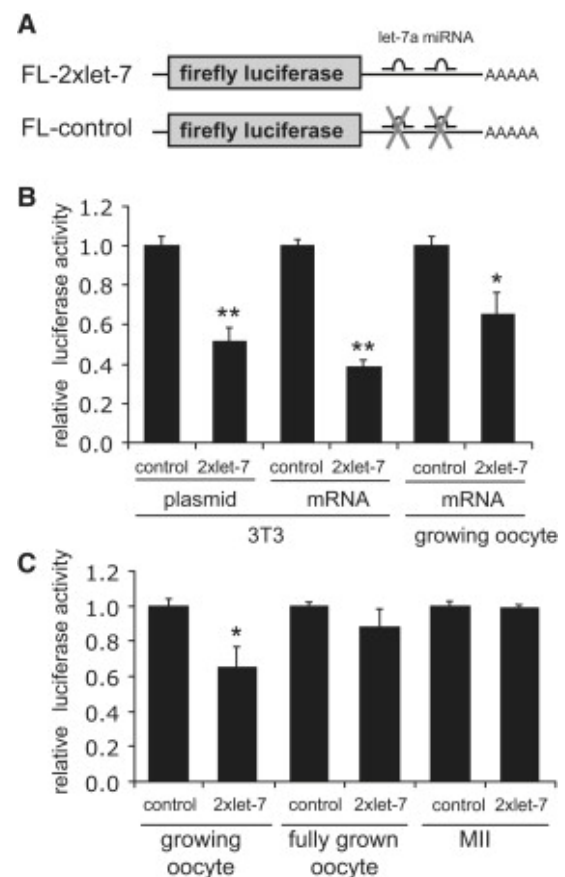 A
let-7a miRNA
FL-2xlet-7 firefly luciferase AAAAA
FL-control firefly luciferase AAAAA
B
relative luciferase activity
1.2
1.0
0.8
0.6
0.4
0.2
0.0
** ** *
control 2xlet-7 control 2xlet-7 control 2xlet-7
plasmid mRNA mRNA
3T3 growing oocyte
C
relative luciferase activity
1.2
1.0
0.8
0.6
0.4
0.2
0.0
*
control 2xlet-7 control 2xlet-7 control 2xlet-7
growing oocyte fully grown oocyte MII